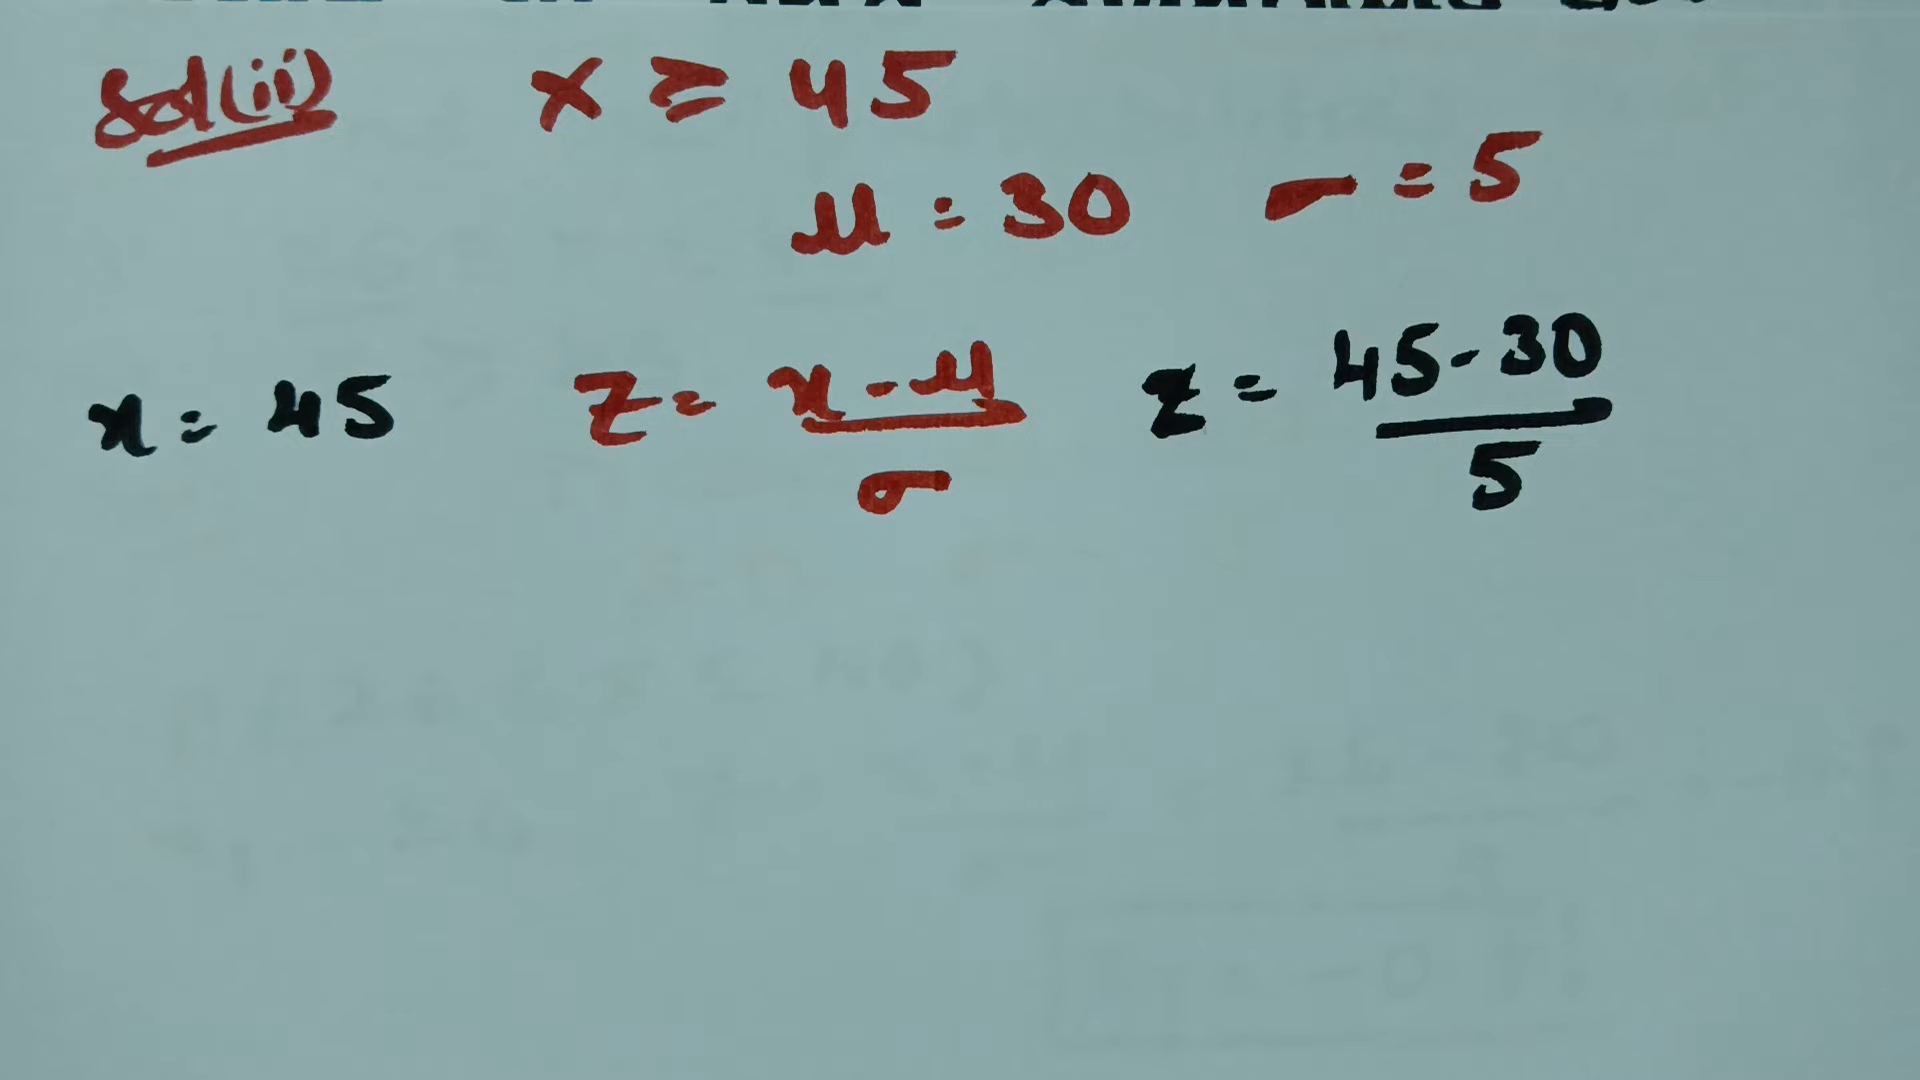 Sol(ii) x ≥ 45
μ = 30 σ = 5
x = 45 z = x - μ / σ z = 45 - 30 / 5